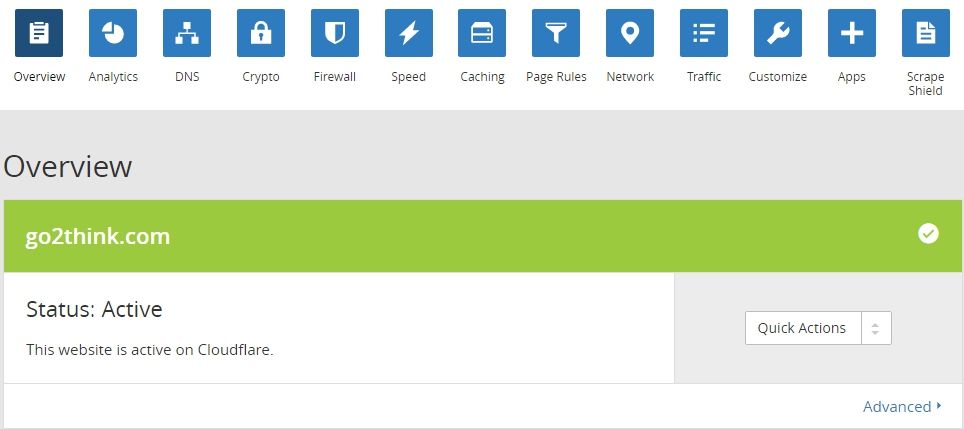 Overview Analytics DNS Crypto Firewall Speed Caching Page Rules Network Traffic Customize Apps Scrape
Shield
Overview
go2think.com
Status: Active
Quick Actions
This website is active on Cloudflare.
Advanced